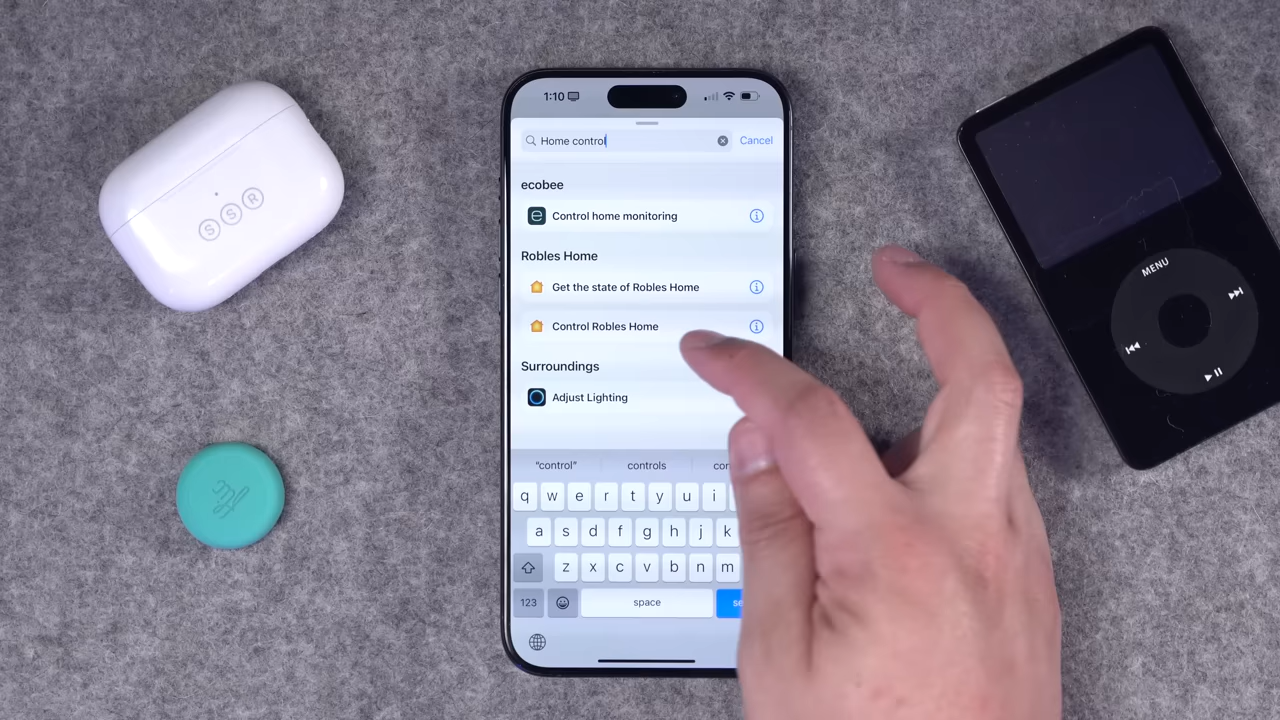 S S R
1:10
Home control
Cancel
ecobee
Control home monitoring
Robles Home
Get the state of Robles Home
Control Robles Home
Surroundings
Adjust Lighting
"control"
controls
q w e r t y u i
a s d f g h j k
z x c v b n m
123
space
MENU